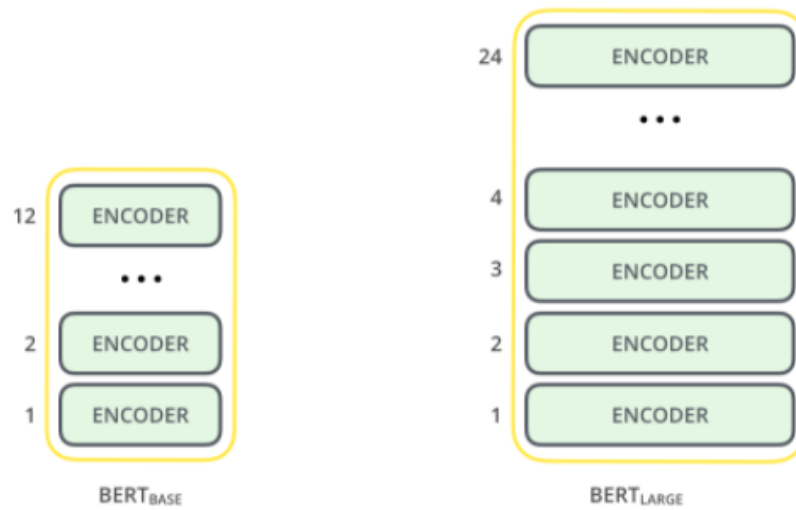 24 ENCODER
...
4 ENCODER
12 ENCODER
3 ENCODER
...
2 ENCODER
2 ENCODER
1 ENCODER
1 ENCODER
BERTBASE
BERTLARGE